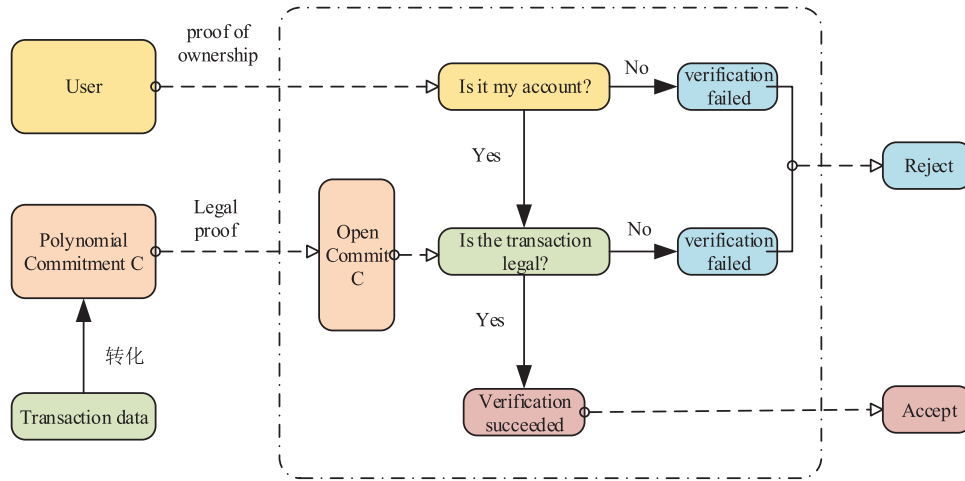 proof of
ownership
User
Is it my account?
No
verification
failed
Yes
Reject
Legal
proof
Polynomial
Commitment C
Open
Commit
C
Is the transaction
legal?
No
verification
failed
转化
Yes
Transaction data
Verification
succeeded
Accept